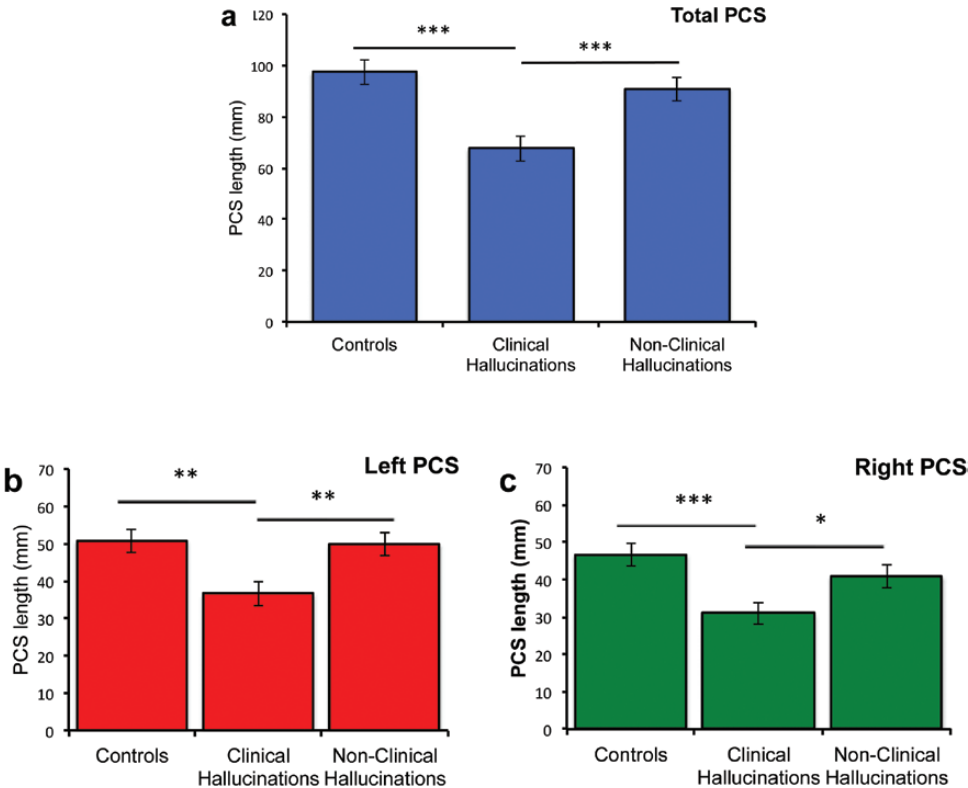 a
Total PCS
120
100
80
60
40
20
0
PCS length (mm)
***
***
Controls
Clinical
Hallucinations
Non-Clinical
Hallucinations
b
Left PCS
70
60
50
40
30
20
10
0
PCS length (mm)
**
**
Controls
Clinical
Hallucinations
Non-Clinical
Hallucinations
c
Right PCS
70
60
50
40
30
20
10
0
PCS length (mm)
***
*
Controls
Clinical
Hallucinations
Non-Clinical
Hallucinations